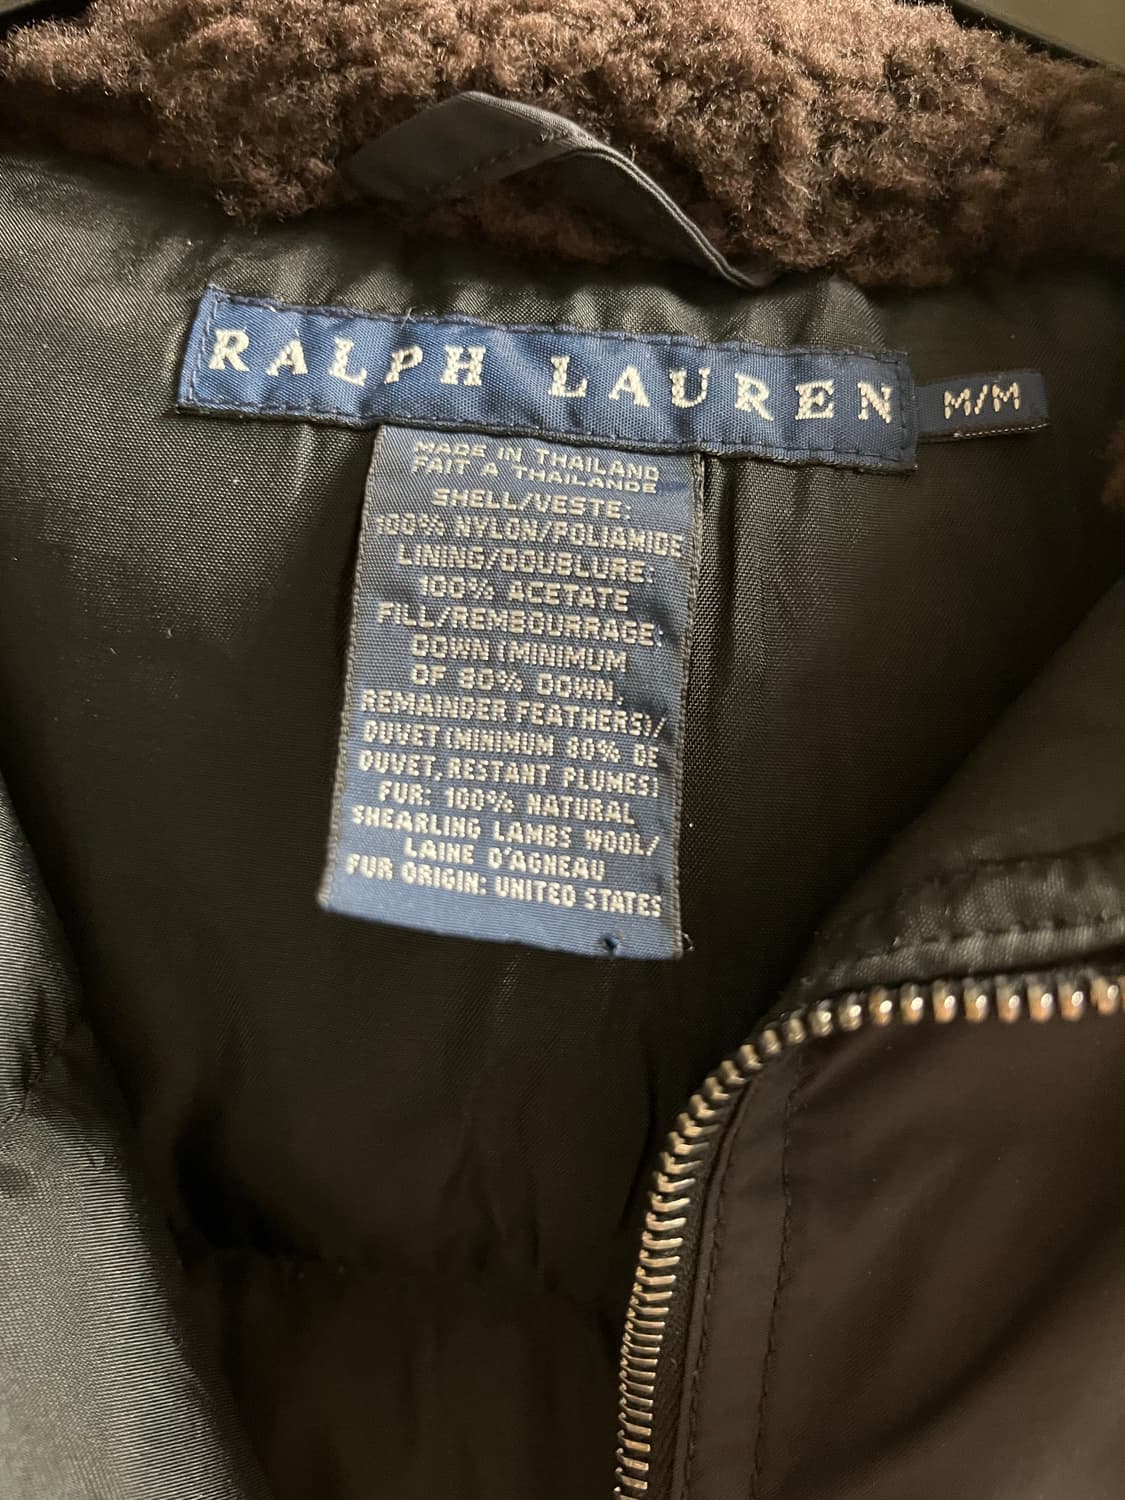 RALPH LAUREN
M/M
MADE IN THAILAND
FAIT A THAILANDE
SHELL/VESTE:
100% NYLON/POLIAMIDE
LINING/DOUBLURE:
100% ACETATE
FILL/REMBOURRAGE:
DOWN (MINIMUM
OF 80% DOWN,
REMAINDER FEATHERS)/
DUVET (MINIMUM 80% DE
DUVET, RESTANT PLUMES)
FUR: 100% NATURAL
SHEARLING LAMBS WOOL/
LAINE D'AGNEAU
FUR ORIGIN: UNITED STATES